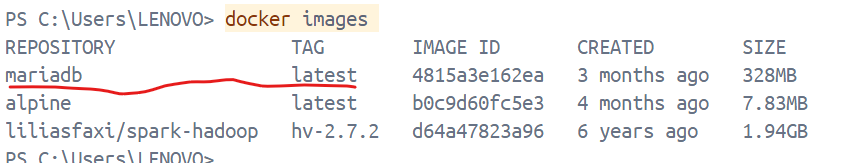 PS C:\Users\LENOVO> docker images
REPOSITORY TAG IMAGE ID CREATED SIZE
mariadb latest 4815a3e162ea 3 months ago 328MB
alpine latest b0c9d60fc5e3 4 months ago 7.83MB
liliasfaxi/spark-hadoop hv-2.7.2 d64a47823a96 6 years ago 1.94GB
PS C:\Users\LENOVO>